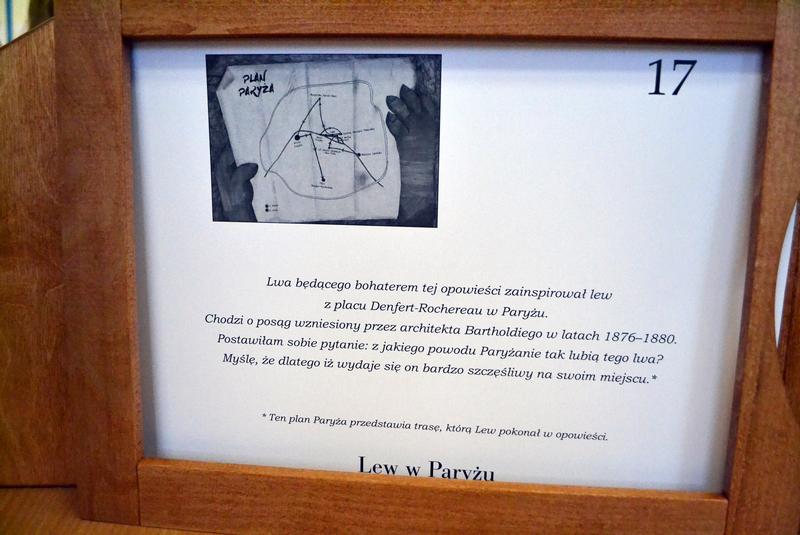 PLAN
PARYŻA
17
Lwa będącego bohaterem tej opowieści zainspirował lew
z placu Denfert-Rochereau w Paryżu.
Chodzi o posąg wzniesiony przez architekta Bartholdiego w latach 1876–1880.
Postawiłam sobie pytanie: z jakiego powodu Paryżanie tak lubią tego lwa?
Myślę, że dlatego iż wydaje się on bardzo szczęśliwy na swoim miejscu.*
* Ten plan Paryża przedstawia trasę, którą Lew pokonał w opowieści.
Lew w Paryżu